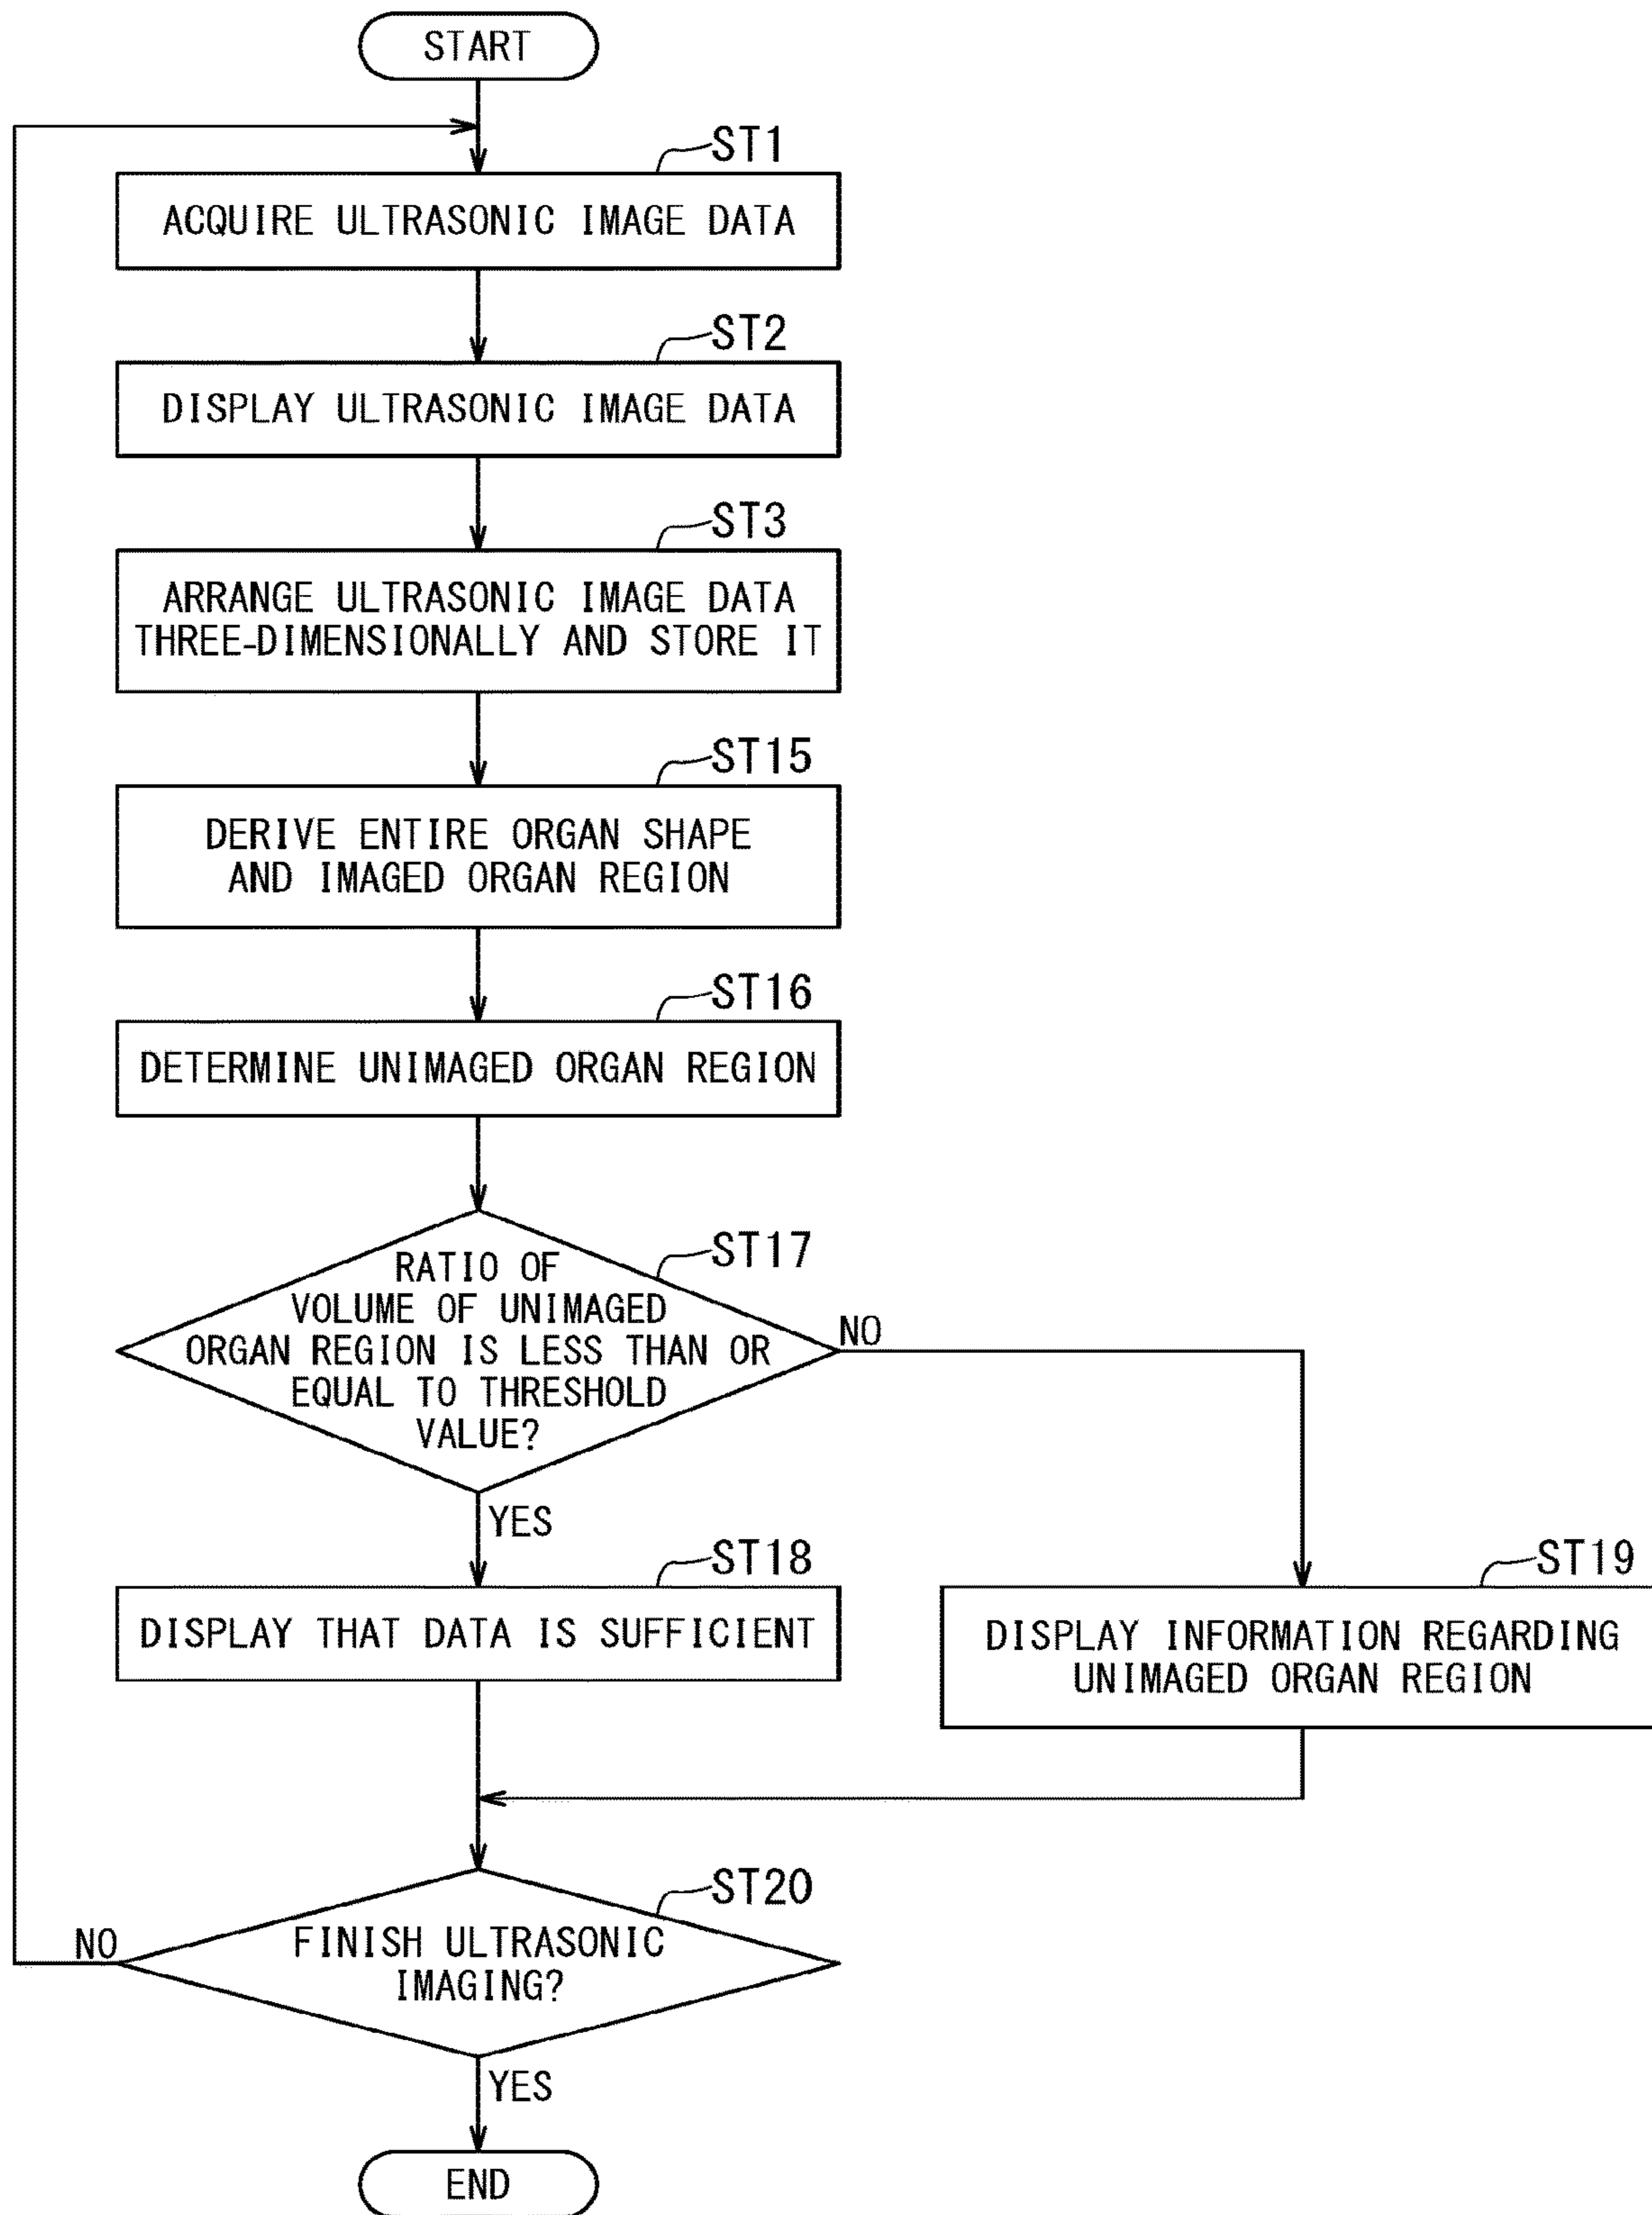 START
ST1
ACQUIRE ULTRASONIC IMAGE DATA
ST2
DISPLAY ULTRASONIC IMAGE DATA
ST3
ARRANGE ULTRASONIC IMAGE DATA
THREE-DIMENSIONALLY AND STORE IT
ST15
DERIVE ENTIRE ORGAN SHAPE
AND IMAGED ORGAN REGION
ST16
DETERMINE UNIMAGED ORGAN REGION
ST17
RATIO OF
VOLUME OF UNIMAGED
ORGAN REGION IS LESS THAN OR
EQUAL TO THRESHOLD
VALUE?
NO
YES
ST18
DISPLAY THAT DATA IS SUFFICIENT
ST19
DISPLAY INFORMATION REGARDING
UNIMAGED ORGAN REGION
ST20
FINISH ULTRASONIC
IMAGING?
NO
YES
END